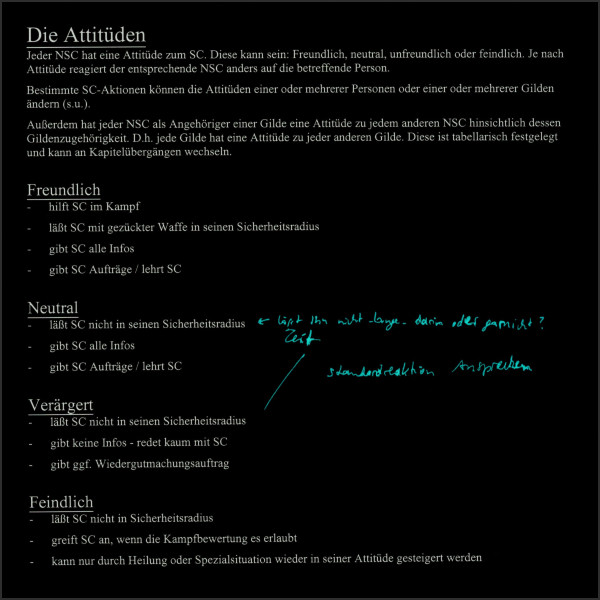 Die Attitüden
Jeder NSC hat eine Attitüde zum SC. Diese kann sein: Freundlich, neutral, unfreundlich oder feindlich. Je nach
Attitüde reagiert der entsprechende NSC anders auf die betreffende Person.
Bestimmte SC-Aktionen können die Attitüden einer oder mehrerer Personen oder einer oder mehrerer Gilden
ändern (s.u.).
Außerdem hat jeder NSC als Angehöriger einer Gilde eine Attitüde zu jedem anderen NSC hinsichtlich dessen
Gildenzugehörigkeit. D.h. jede Gilde hat eine Attitüde zu jeder anderen Gilde. Diese ist tabellarisch festgelegt
und kann an Kapitelübergängen wechseln.
Freundlich
- hilft SC im Kampf
- läßt SC mit gezückter Waffe in seinen Sicherheitsradius
- gibt SC alle Infos
- gibt SC Aufträge / lehrt SC
Neutral
- läßt SC nicht in seinen Sicherheitsradius ← läßt ihn nicht lange darin oder garnicht?
Zeit
- gibt SC alle Infos
- gibt SC Aufträge / lehrt SC
standardreaktion Ansprechen
Verärgert
- läßt SC nicht in seinen Sicherheitsradius
- gibt keine Infos - redet kaum mit SC
- gibt ggf. Wiedergutmachungsauftrag
Feindlich
- läßt SC nicht in Sicherheitsradius
- greift SC an, wenn die Kampfbewertung es erlaubt
- kann nur durch Heilung oder Spezialsituation wieder in seiner Attitüde gesteigert werden